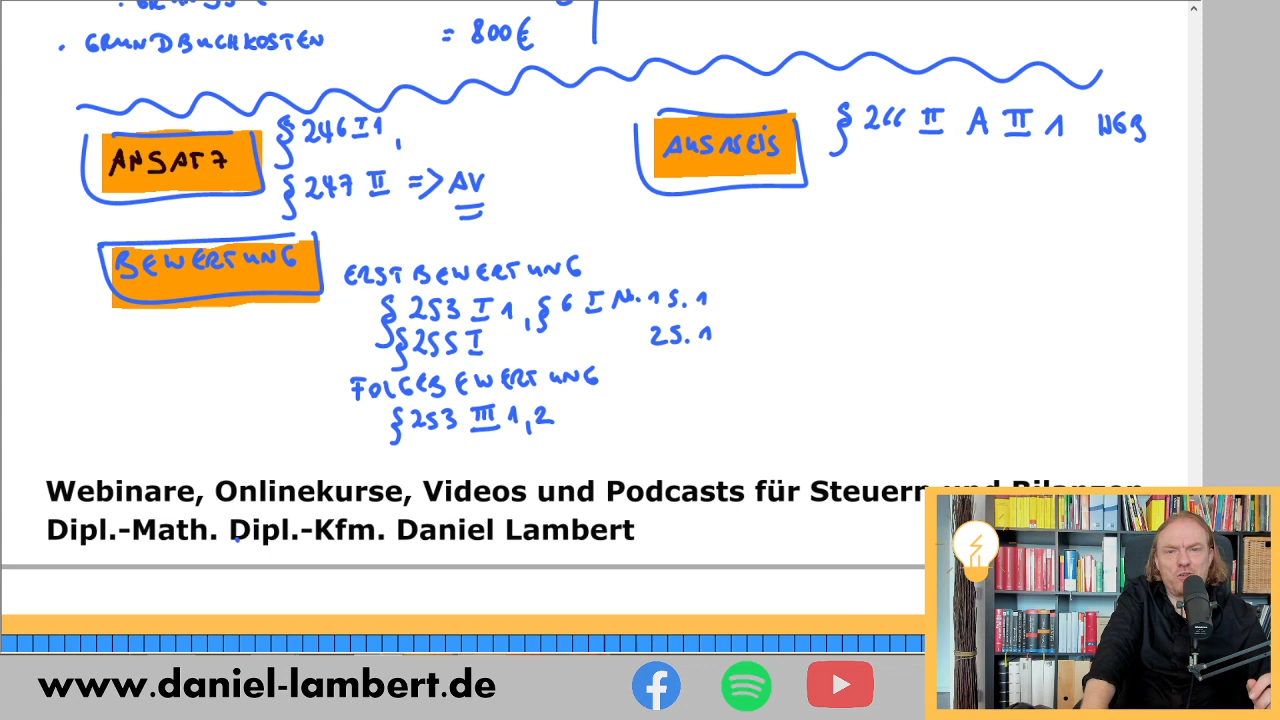 . GRUNDBUCHKOSTEN = 800€
ANSATZ
§ 246 I 1,
§ 247 II => AV
AUSWEIS
§ 266 II A II 1 HGB
BEWERTUNG
ERSTBEWERTUNG
§ 253 I 1, § 6 I Nr. 1 S. 1
§ 255 I
2 S. 1
FOLGEBEWERTUNG
§ 253 III 1, 2
Webinare, Onlinekurse, Videos und Podcasts für Steuern und Bilanzen
Dipl.-Math. Dipl.-Kfm. Daniel Lambert
www.daniel-lambert.de